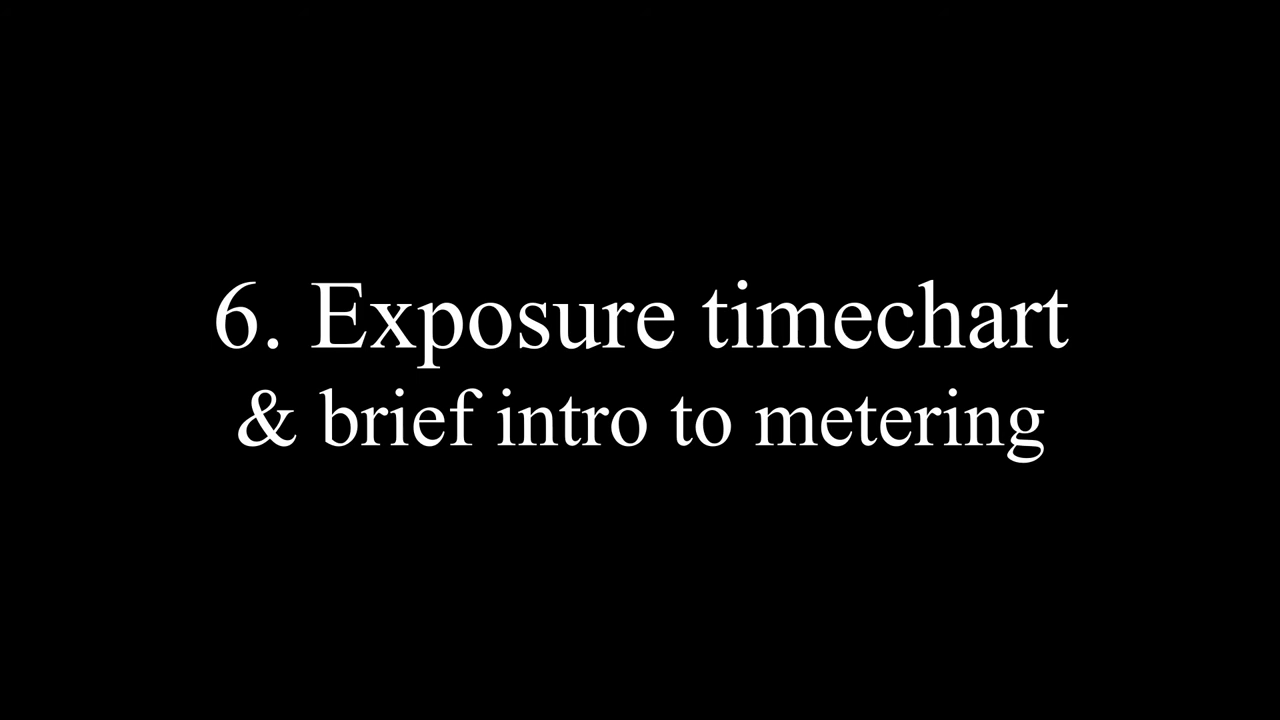 6. Exposure timechart
& brief intro to metering